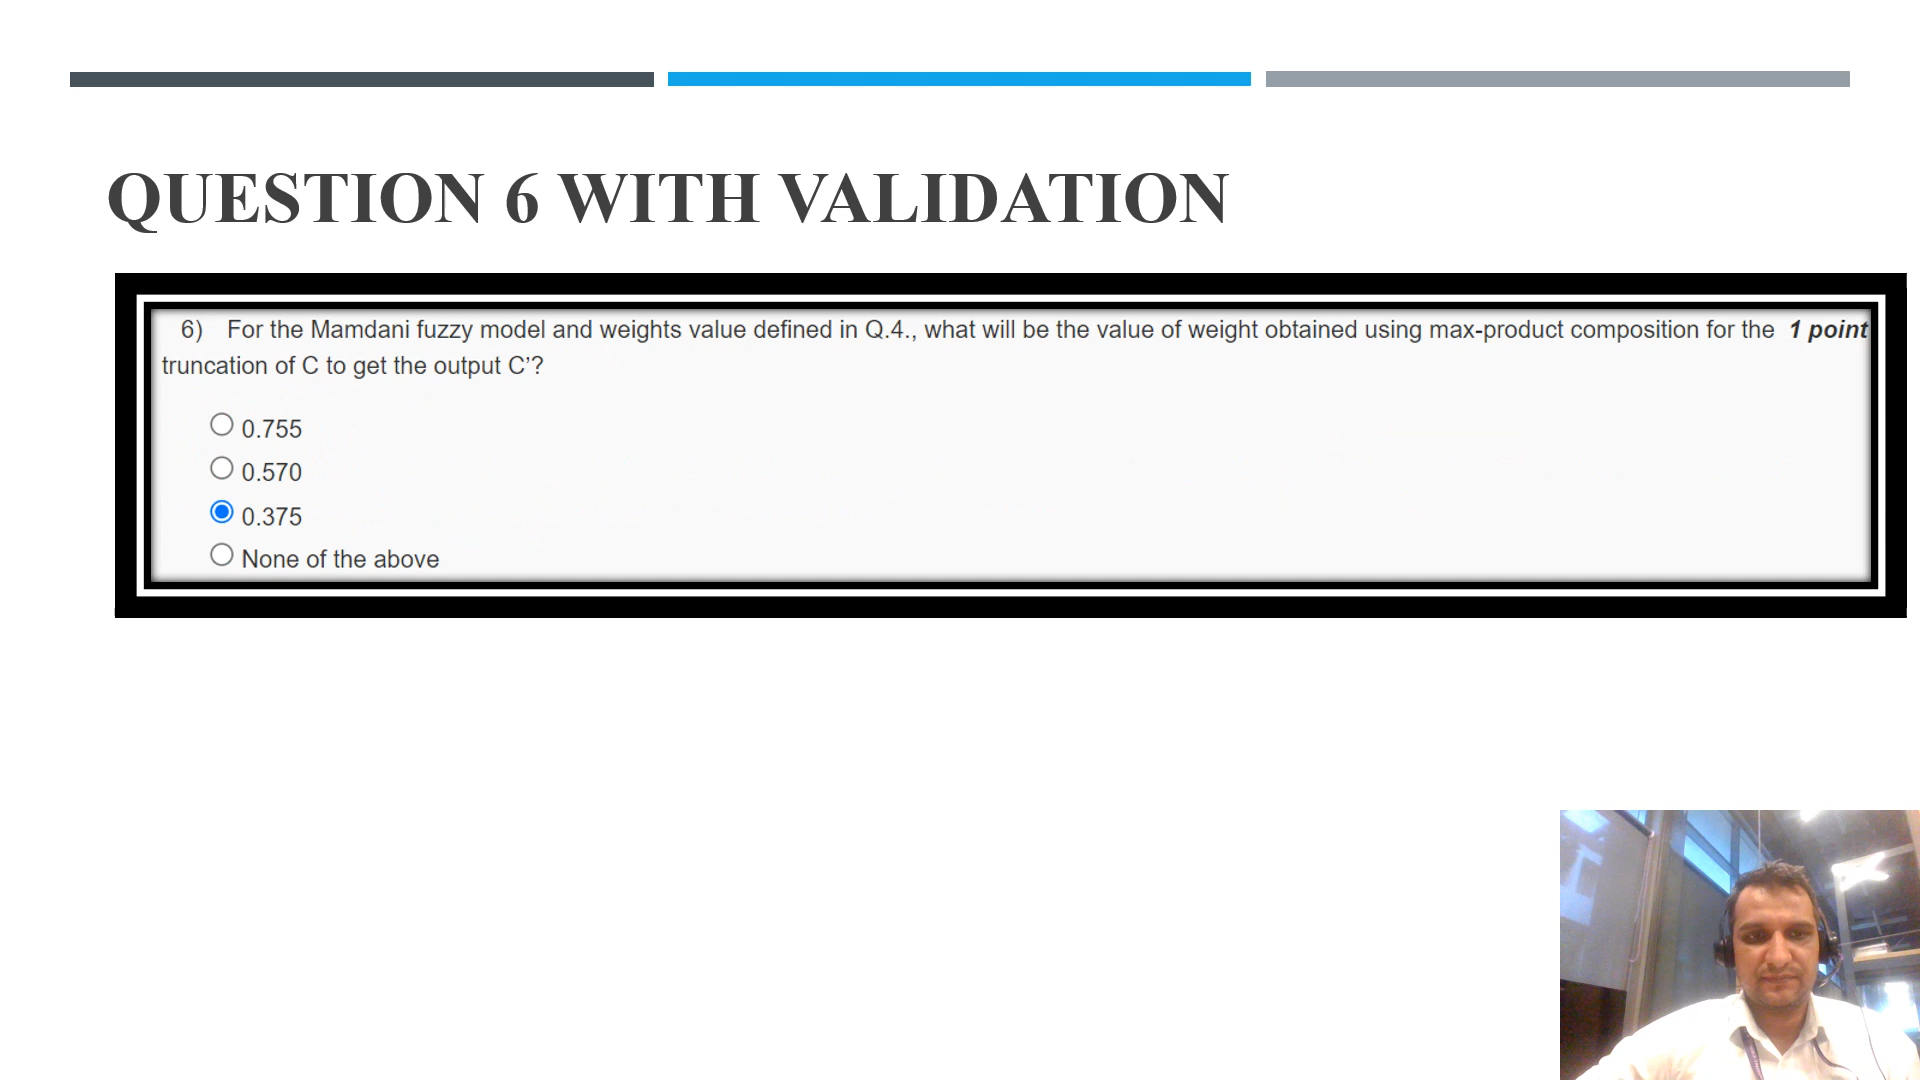 QUESTION 6 WITH VALIDATION
6) For the Mamdani fuzzy model and weights value defined in Q.4., what will be the value of weight obtained using max-product composition for the 1 point
truncation of C to get the output C’?
0.755
0.570
0.375
None of the above